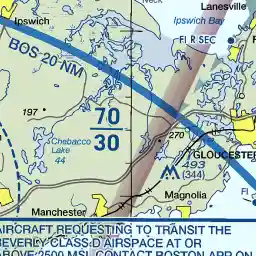 Neck
Lanesville
Ipswich Bay
Ipswich
Fl R SEC
BOS 20 NM
197
70
30
270
Chebacco
Lake
44
GLOUCESTER
493
(344)
Fl
Magnolia
Manchester
AIRCRAFT REQUESTING TO TRANSIT THE
BEVERLY CLASS D AIRSPACE AT OR
ABOVE 2500 MSL CONTACT BOSTON APP ON